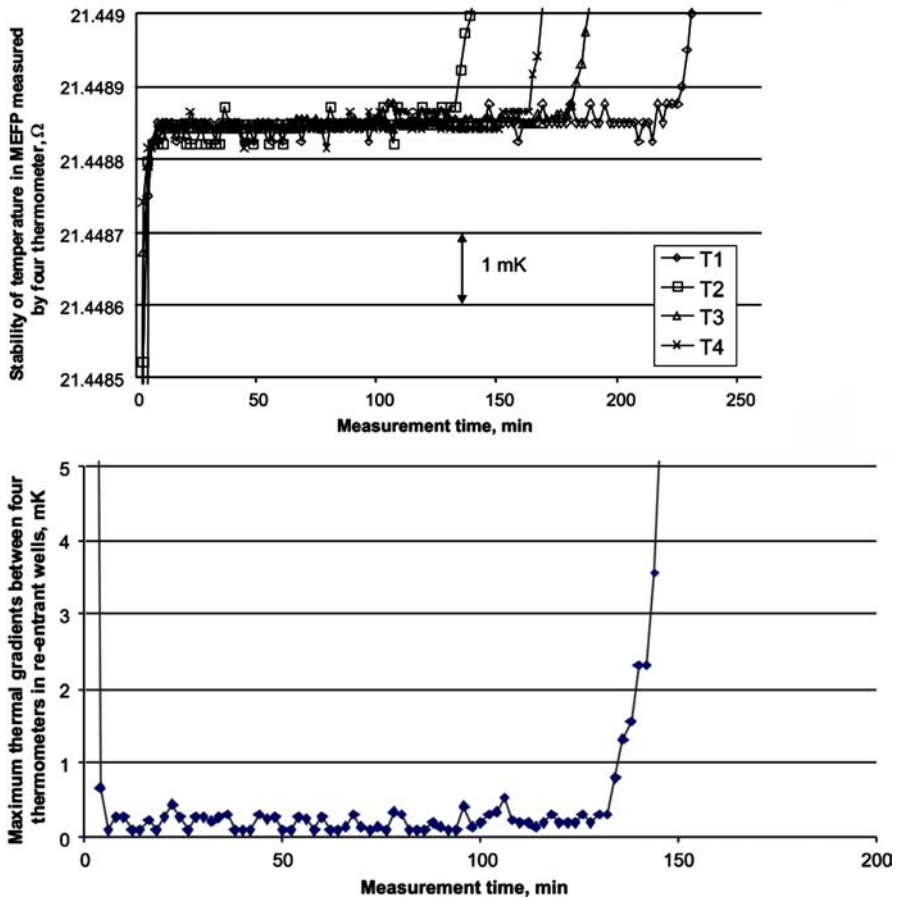 Stability of temperature in MEFP measured
by four thermometer, Ω
21.449
21.4489
21.4488
21.4487
21.4486
21.4485
1 mK
T1
T2
T3
T4
0 50 100 150 200 250
Measurement time, min
Maximum thermal gradients between four
thermometers in re-entrant wells, mK
5
4
3
2
1
0
0 50 100 150 200
Measurement time, min